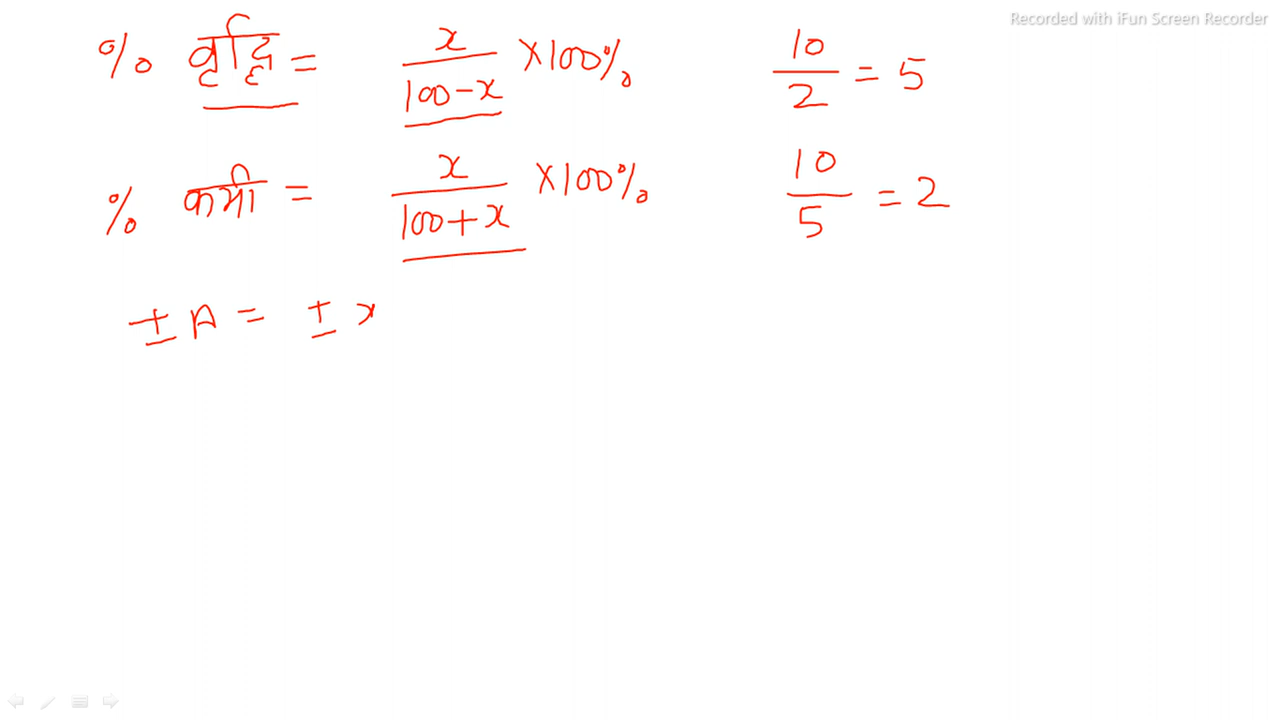 Recorded with iFun Screen Recorder
% वृद्धि = x/(100-x) ×100% 10/2 = 5
% कमी = x/(100+x) ×100% 10/5 = 2
± A = ± x